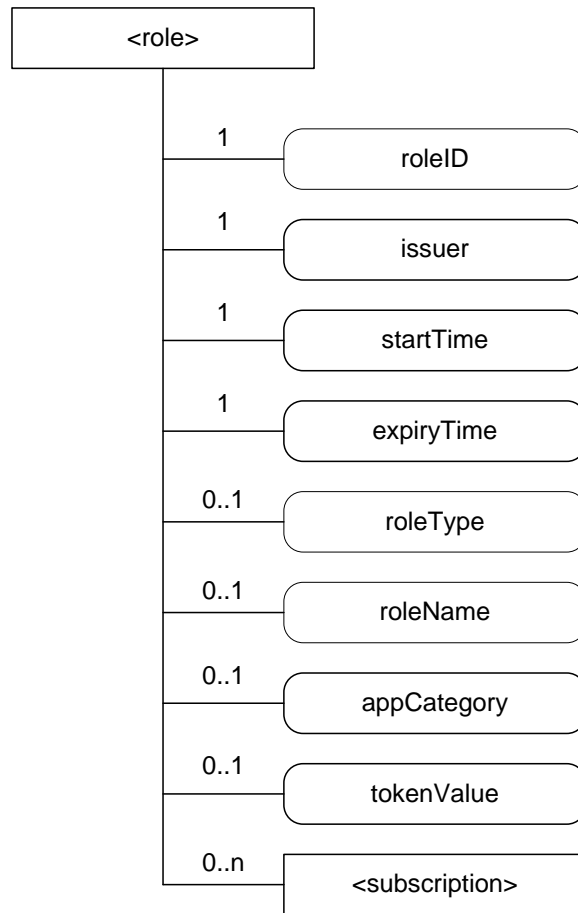 <role>
1
roleID
1
issuer
1
startTime
1
expiryTime
0..1
roleType
0..1
roleName
0..1
appCategory
0..1
tokenValue
0..n
<subscription>